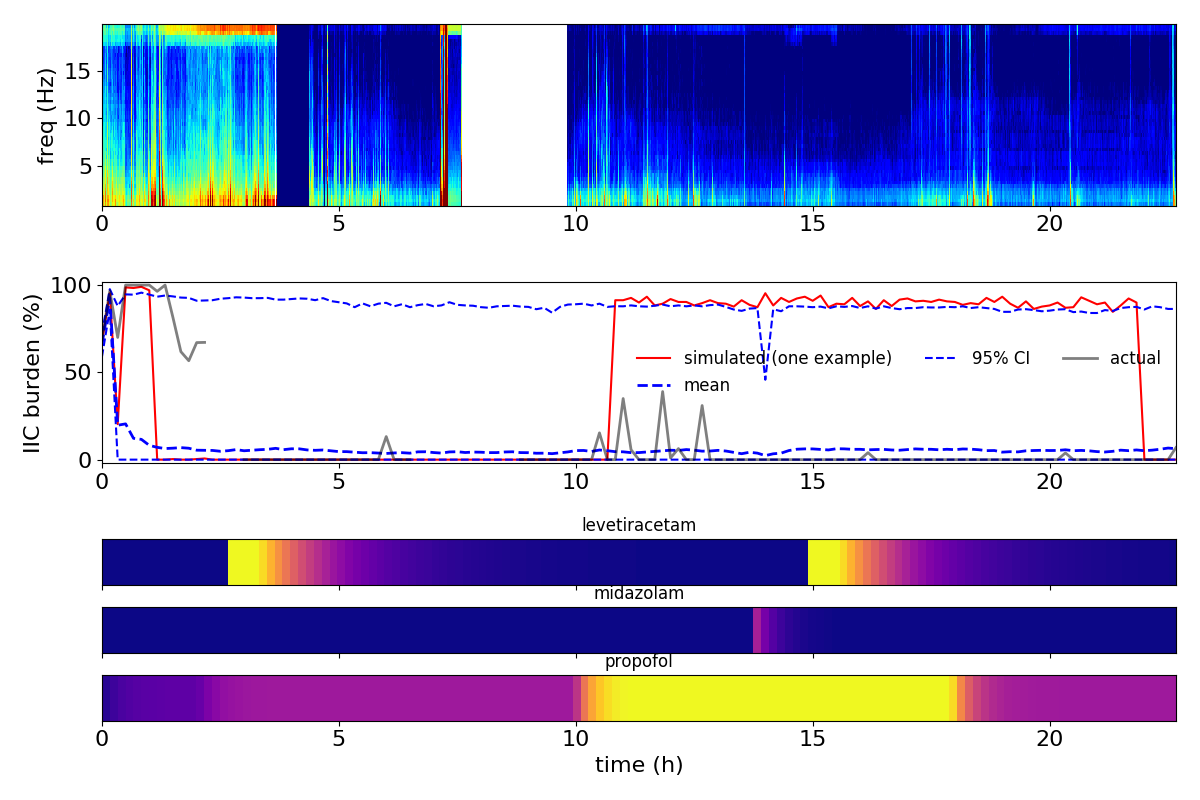 freq (Hz)
15
10
5
0 5 10 15 20
IIC burden (%)
100
50
0
simulated (one example) 95% CI actual
mean
0 5 10 15 20
levetiracetam
midazolam
propofol
0 5 10 15 20
time (h)